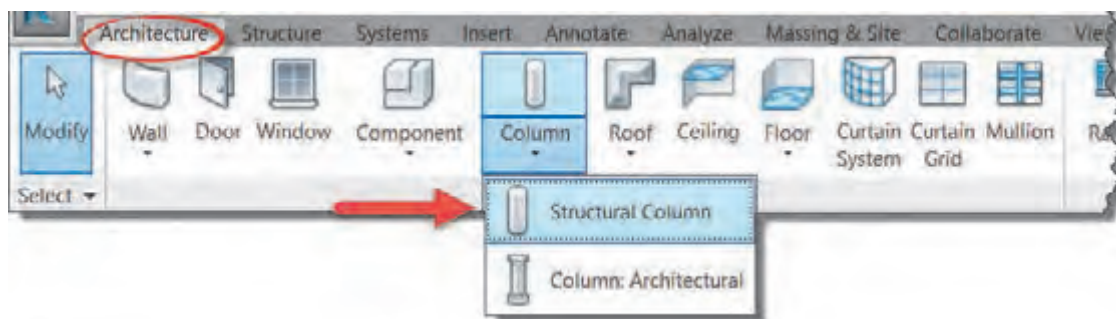 Architecture Structure Systems Insert Annotate Analyze Massing & Site Collaborate
Modify Wall Door Window Component Column Roof Ceiling Floor Curtain System Curtain Grid Mullion
Select
Structural Column
Column: Architectural